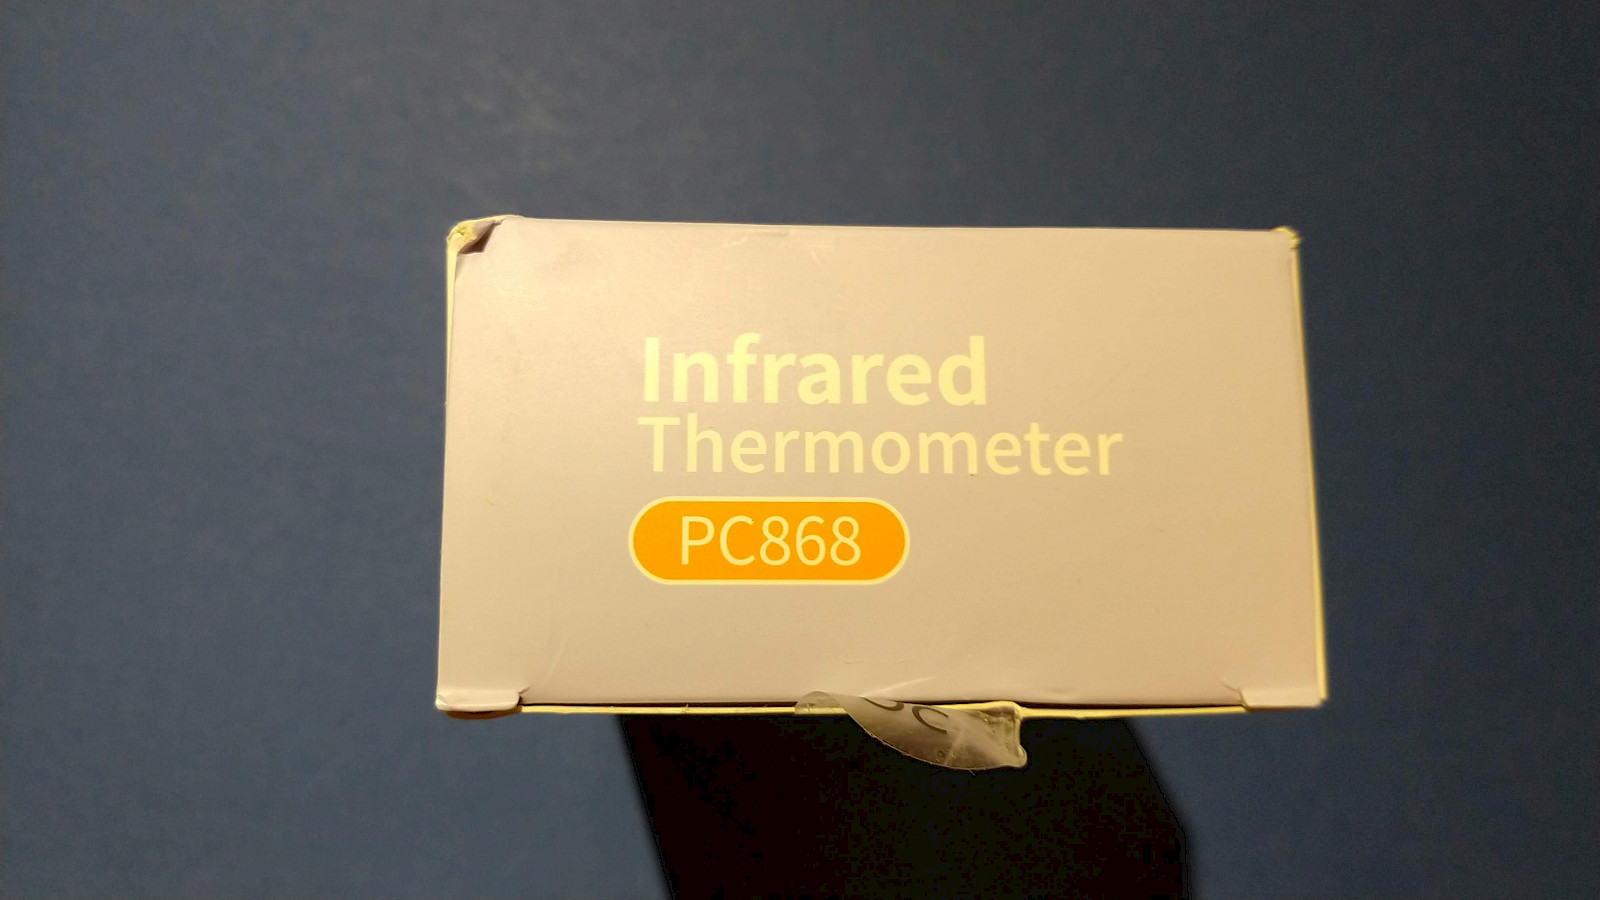 Infrared
Thermometer
PC868